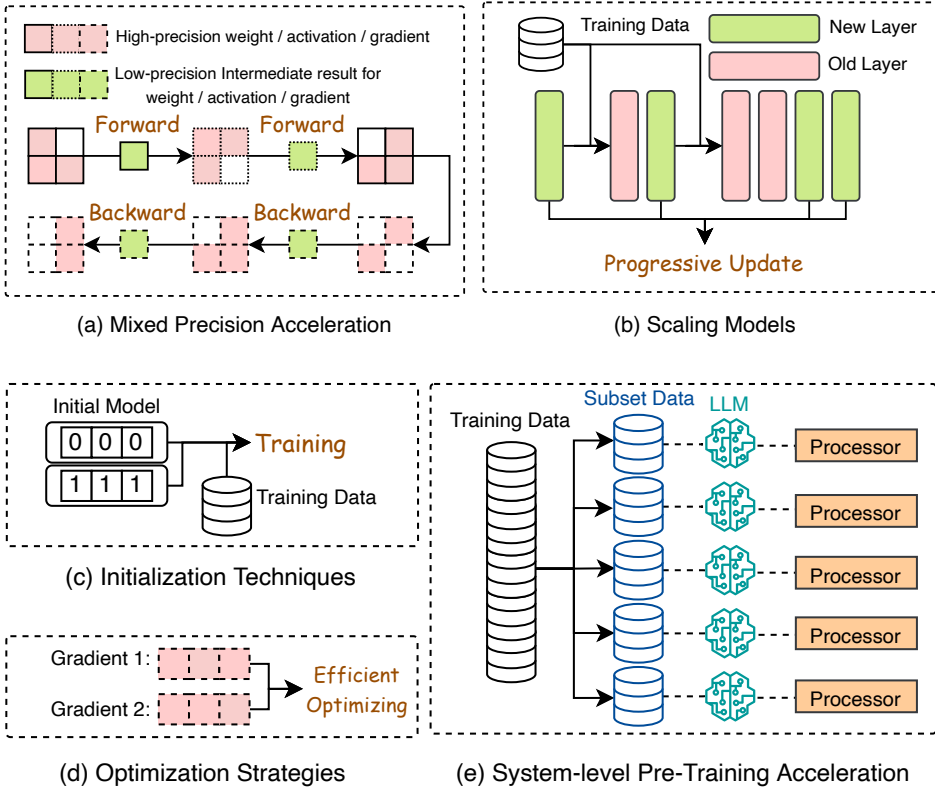 High-precision weight / activation / gradient
Low-precision Intermediate result for
weight / activation / gradient
Forward
Forward
Backward
Backward
(a) Mixed Precision Acceleration
Training Data
New Layer
Old Layer
Progressive Update
(b) Scaling Models
Initial Model
0 0 0
1 1 1
Training
Training Data
(c) Initialization Techniques
Gradient 1:
Gradient 2:
Efficient
Optimizing
(d) Optimization Strategies
Training Data
Subset Data
LLM
Processor
Processor
Processor
Processor
Processor
(e) System-level Pre-Training Acceleration